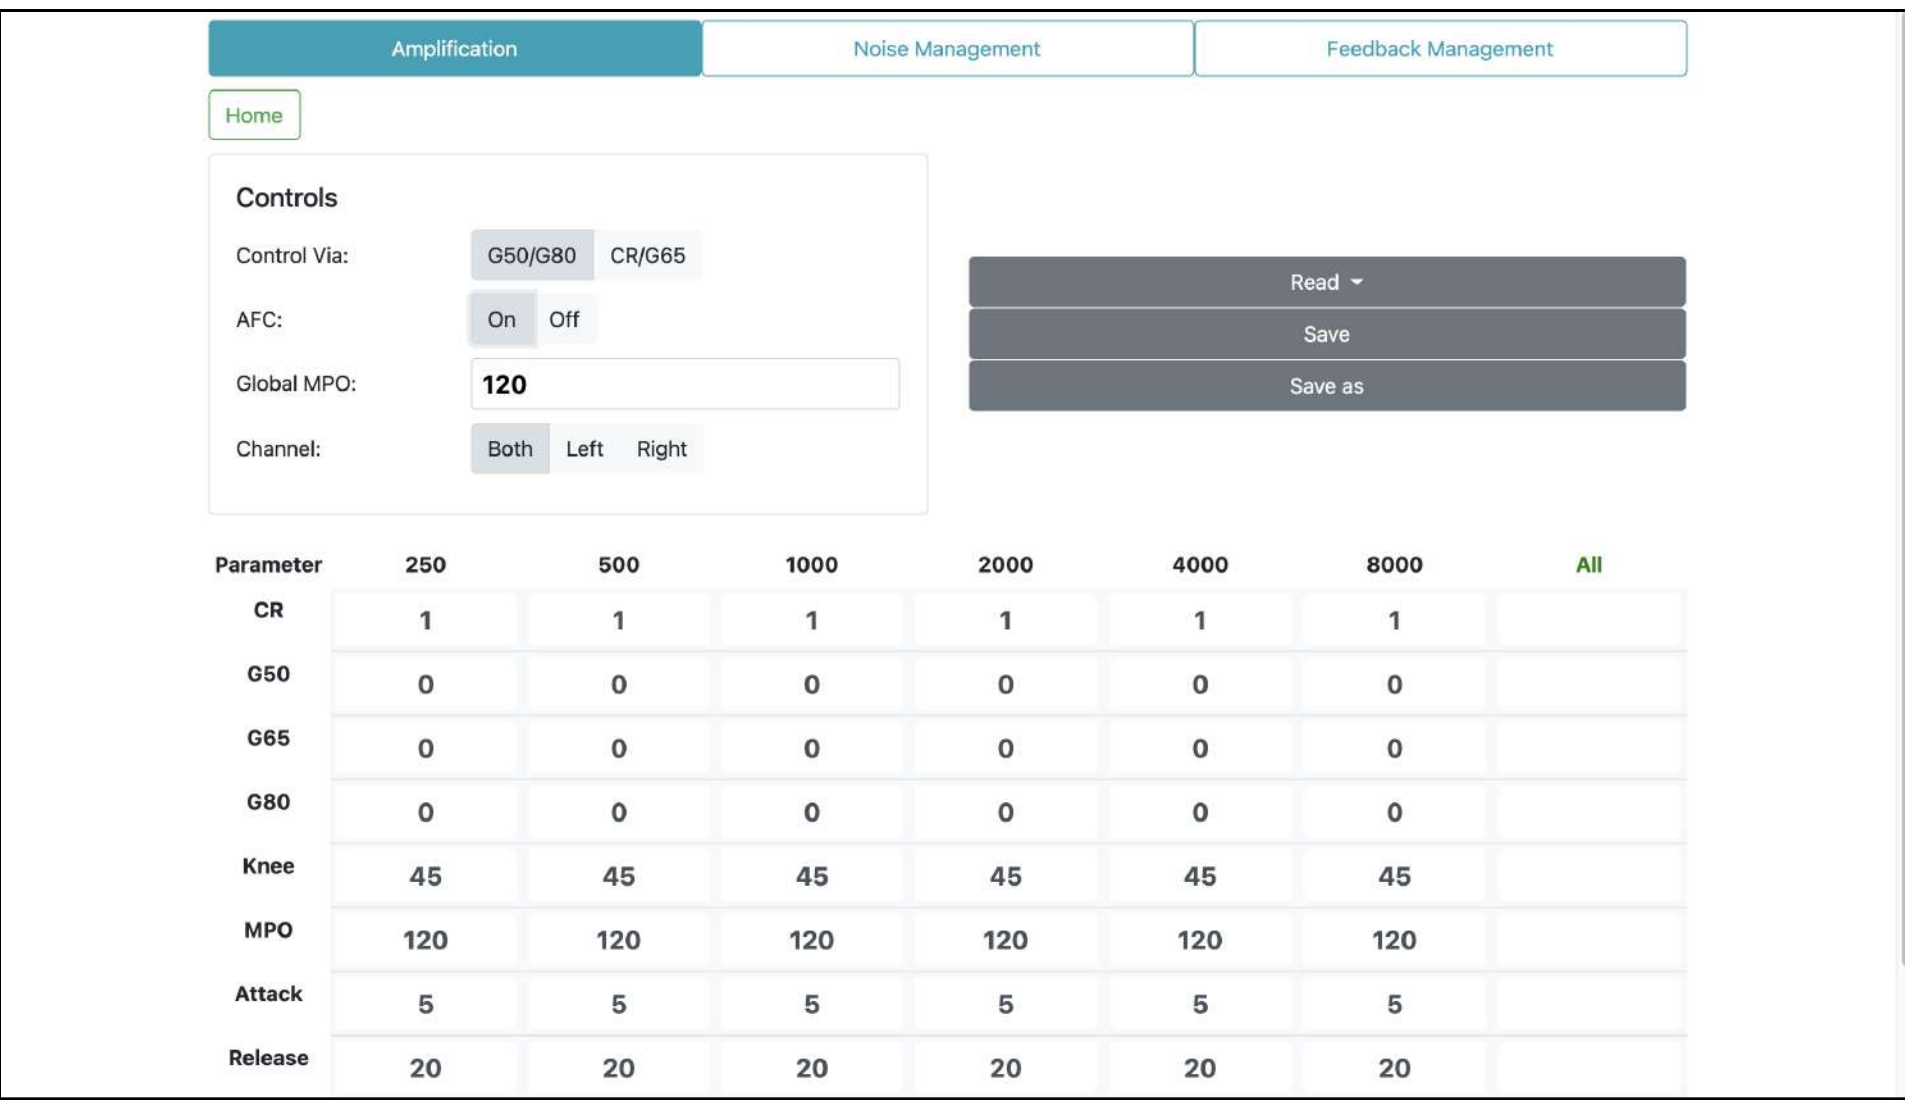 Amplification Noise Management Feedback Management
Home
Controls
Control Via: G50/G80 CR/G65
AFC: On Off
Global MPO: 120
Channel: Both Left Right
Read
Save
Save as
Parameter 250 500 1000 2000 4000 8000 All
CR 1 1 1 1 1 1
G50 0 0 0 0 0 0
G65 0 0 0 0 0 0
G80 0 0 0 0 0 0
Knee 45 45 45 45 45 45
MPO 120 120 120 120 120 120
Attack 5 5 5 5 5 5
Release 20 20 20 20 20 20